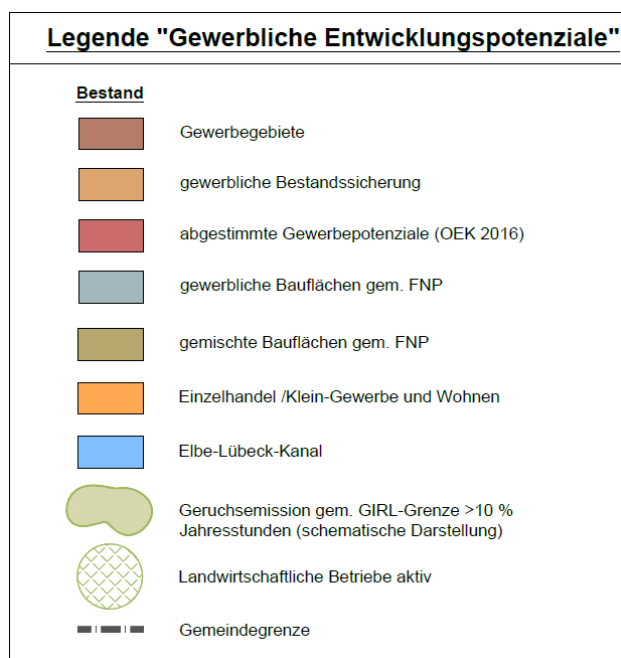 Legende "Gewerbliche Entwicklungspotenziale"
Bestand
Gewerbegebiete
gewerbliche Bestandssicherung
abgestimmte Gewerbepotenziale (OEK 2016)
gewerbliche Bauflächen gem. FNP
gemischte Bauflächen gem. FNP
Einzelhandel /Klein-Gewerbe und Wohnen
Elbe-Lübeck-Kanal
Geruchsemission gem. GIRL-Grenze >10 %
Jahresstunden (schematische Darstellung)
Landwirtschaftliche Betriebe aktiv
Gemeindegrenze